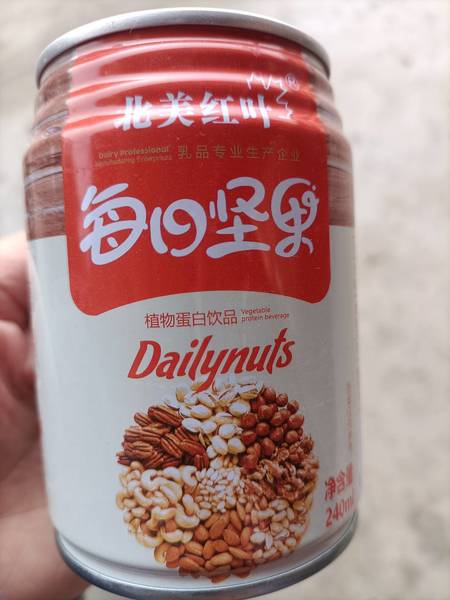 北美红叶®
Dairy Professional
Manufacturing Enterprises
乳品专业生产企业
每日坚果
植物蛋白饮品
Vegetable
protein beverage
Dailynuts
净含量
240ml